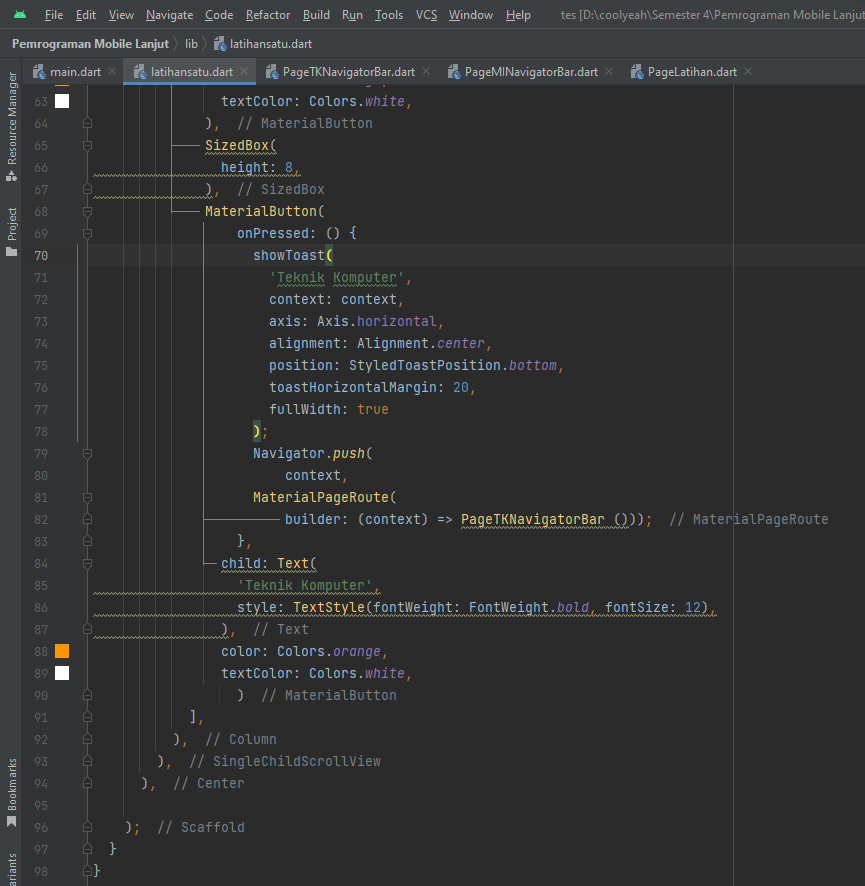 File Edit View Navigate Code Refactor Build Run Tools VCS Window Help tes [D:\coolyeah\Semester 4\Pemrograman Mobile Lanjut
Pemrograman Mobile Lanjut lib latihansatu.dart
main.dart latihansatu.dart PageTKNavigatorBar.dart PageMINavigatorBar.dart PageLatihan.dart
Resource Manager
Project
Bookmarks
63 textColor: Colors.white,
64 ), // MaterialButton
65 SizedBox(
66 height: 8,
67 ), // SizedBox
68 MaterialButton(
69 onPressed: () {
70 showToast(
71 'Teknik Komputer',
72 context: context,
73 axis: Axis.horizontal,
74 alignment: Alignment.center,
75 position: StyledToastPosition.bottom,
76 toastHorizontalMargin: 20,
77 fullWidth: true
78 );
79 Navigator.push(
80 context,
81 MaterialPageRoute(
82 builder: (context) => PageTKNavigatorBar ())); // MaterialPageRoute
83 },
84 child: Text(
85 'Teknik Komputer',
86 style: TextStyle(fontWeight: FontWeight.bold, fontSize: 12),
87 ), // Text
88 color: Colors.orange,
89 textColor: Colors.white,
90 ) // MaterialButton
91 ],
92 ), // Column
93 ), // SingleChildScrollView
94 ), // Center
95
96 ); // Scaffold
97 }
98 }